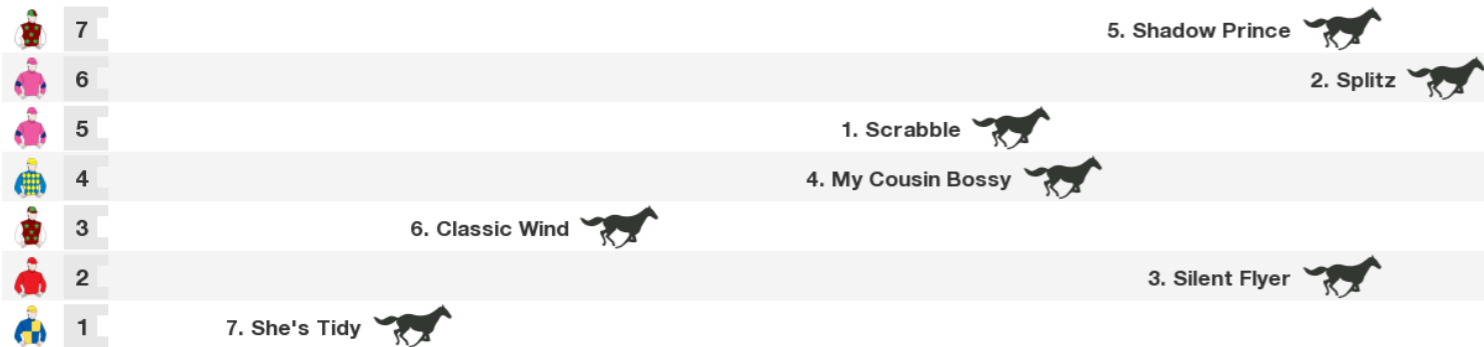 7 5. Shadow Prince
6 2. Splitz
5 1. Scrabble
4 4. My Cousin Bossy
3 6. Classic Wind
2 3. Silent Flyer
1 7. She's Tidy